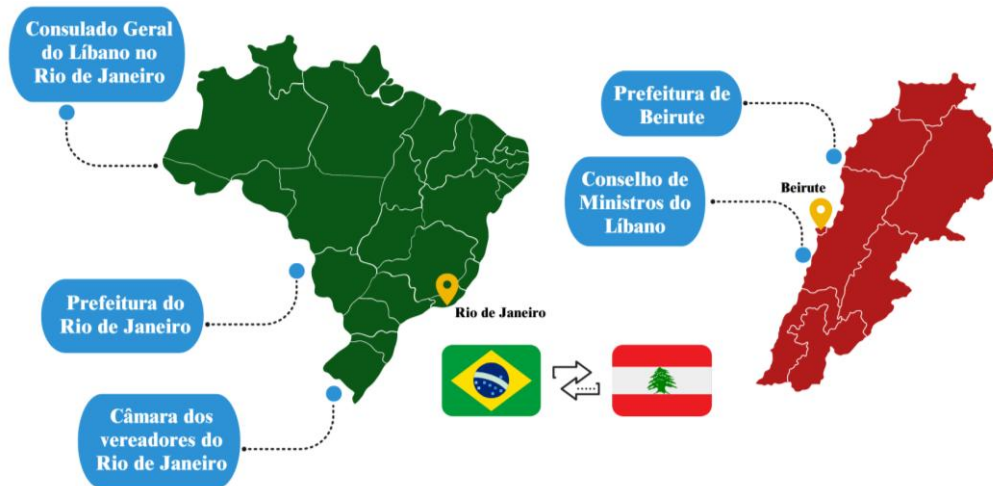 Consulado Geral
do Líbano no
Rio de Janeiro
Prefeitura de
Beirute
Conselho de
Ministros do
Líbano
Beirute
Prefeitura do
Rio de Janeiro
Rio de Janeiro
Câmara dos
vereadores do
Rio de Janeiro